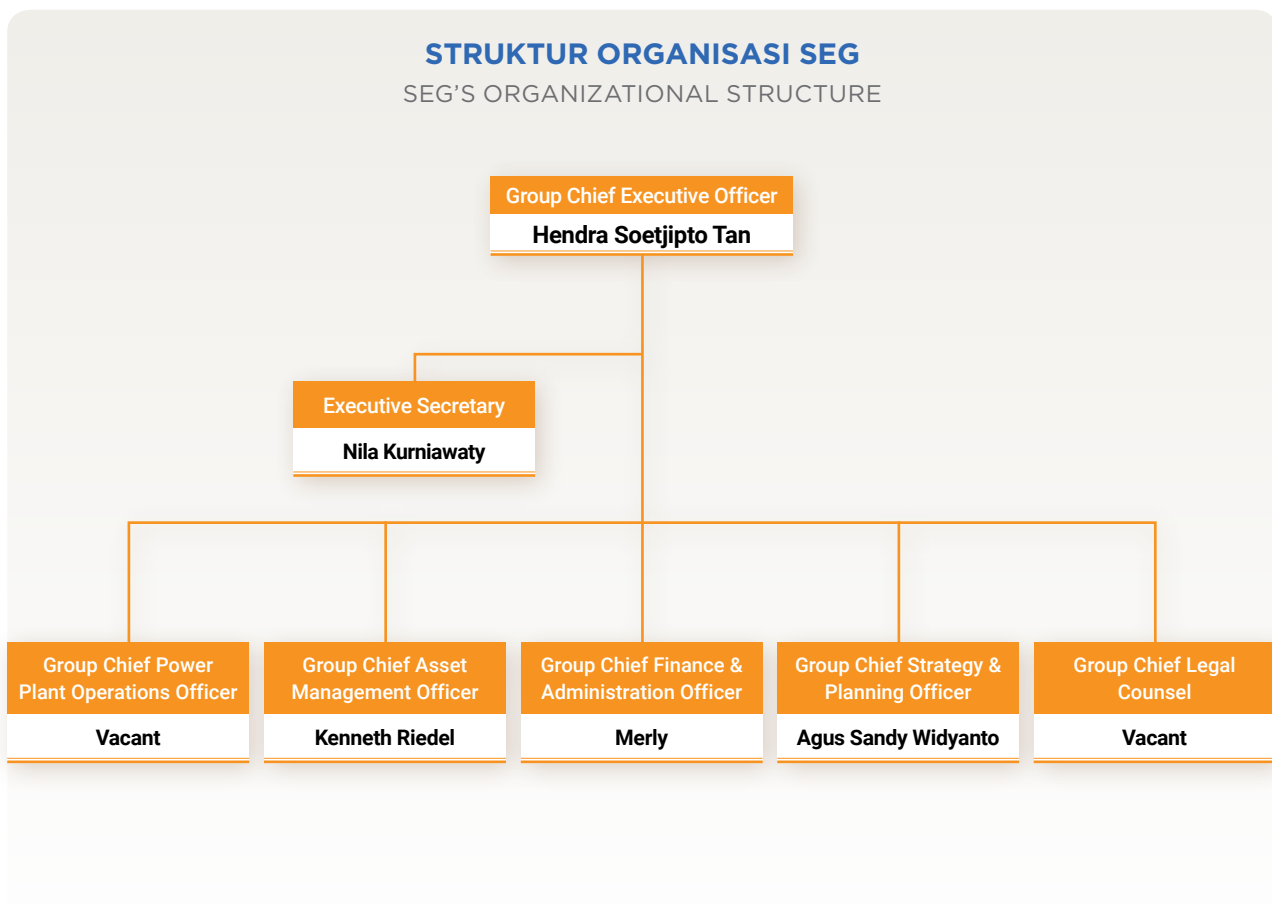 STRUKTUR ORGANISASI SEG
SEG'S ORGANIZATIONAL STRUCTURE
Group Chief Executive Officer
Hendra Soetjipto Tan
Executive Secretary
Nila Kurniawaty
Group Chief Power
Plant Operations Officer
Vacant
Group Chief Asset
Management Officer
Kenneth Riedel
Group Chief Finance &
Administration Officer
Merly
Group Chief Strategy &
Planning Officer
Agus Sandy Widyanto
Group Chief Legal
Counsel
Vacant